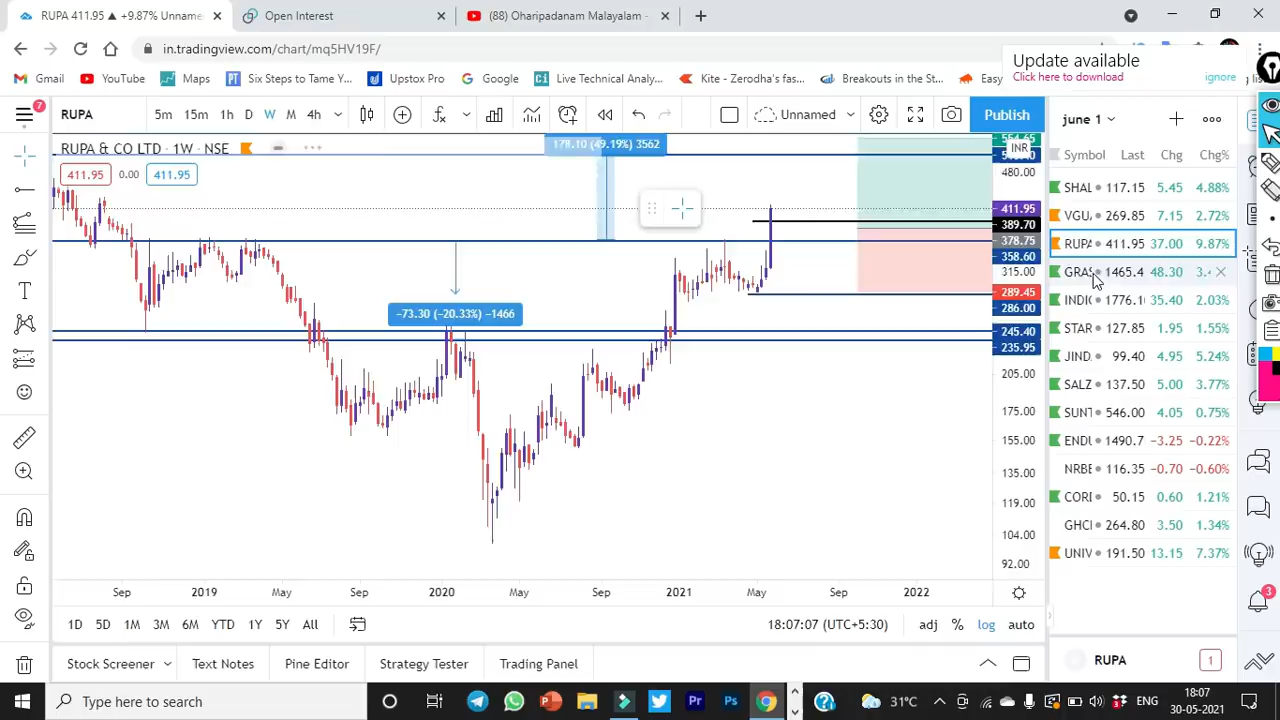 RUPA 411.95 ▲ +9.87% Unname
Open Interest
(88) Oharipadanam Malayalam -
in.tradingview.com/chart/mq5HV19F/
Update available
Click here to download
ignore
Gmail
YouTube
Maps
Six Steps to Tame Y...
Upstox Pro
Google
Live Technical Analy...
Kite - Zerodha's fas...
Breakouts in the US...
Easy
7
RUPA
5m 15m 1h D W M 4h
Unnamed
Publish
june 1
RUPA & CO LTD · 1W · NSE
411.95
0.00
411.95
178.10 (49.19%) 3562
−73.30 (−20.33%) −1466
554.65
INR
480.00
411.95
389.70
378.75
358.60
315.00
289.45
286.00
245.40
235.95
205.00
175.00
155.00
135.00
119.00
104.00
92.00
Symbol Last Chg Chg%
SHAL 117.15 5.45 4.88%
VGU 269.85 7.15 2.72%
RUPA 411.95 37.00 9.87%
GRAS 1465.4 48.30 3.4
INDI 1776.1 35.40 2.03%
STAR 127.85 1.95 1.55%
JIND 99.40 4.95 5.24%
SALZ 137.50 5.00 3.77%
SUNT 546.00 4.05 0.75%
ENDU 1490.7 −3.25 −0.22%
NRBE 116.35 −0.70 −0.60%
CORI 50.15 0.60 1.21%
GHCI 264.80 3.50 1.34%
UNIV 191.50 13.15 7.37%
Sep 2019 May Sep 2020 May Sep 2021 May Sep 2022
1D 5D 1M 3M 6M YTD 1Y 5Y All
18:07:07 (UTC+5:30)
adj % log auto
3
Stock Screener
Text Notes
Pine Editor
Strategy Tester
Trading Panel
RUPA
1
Type here to search
31°C
ENG
18:07
30-05-2021